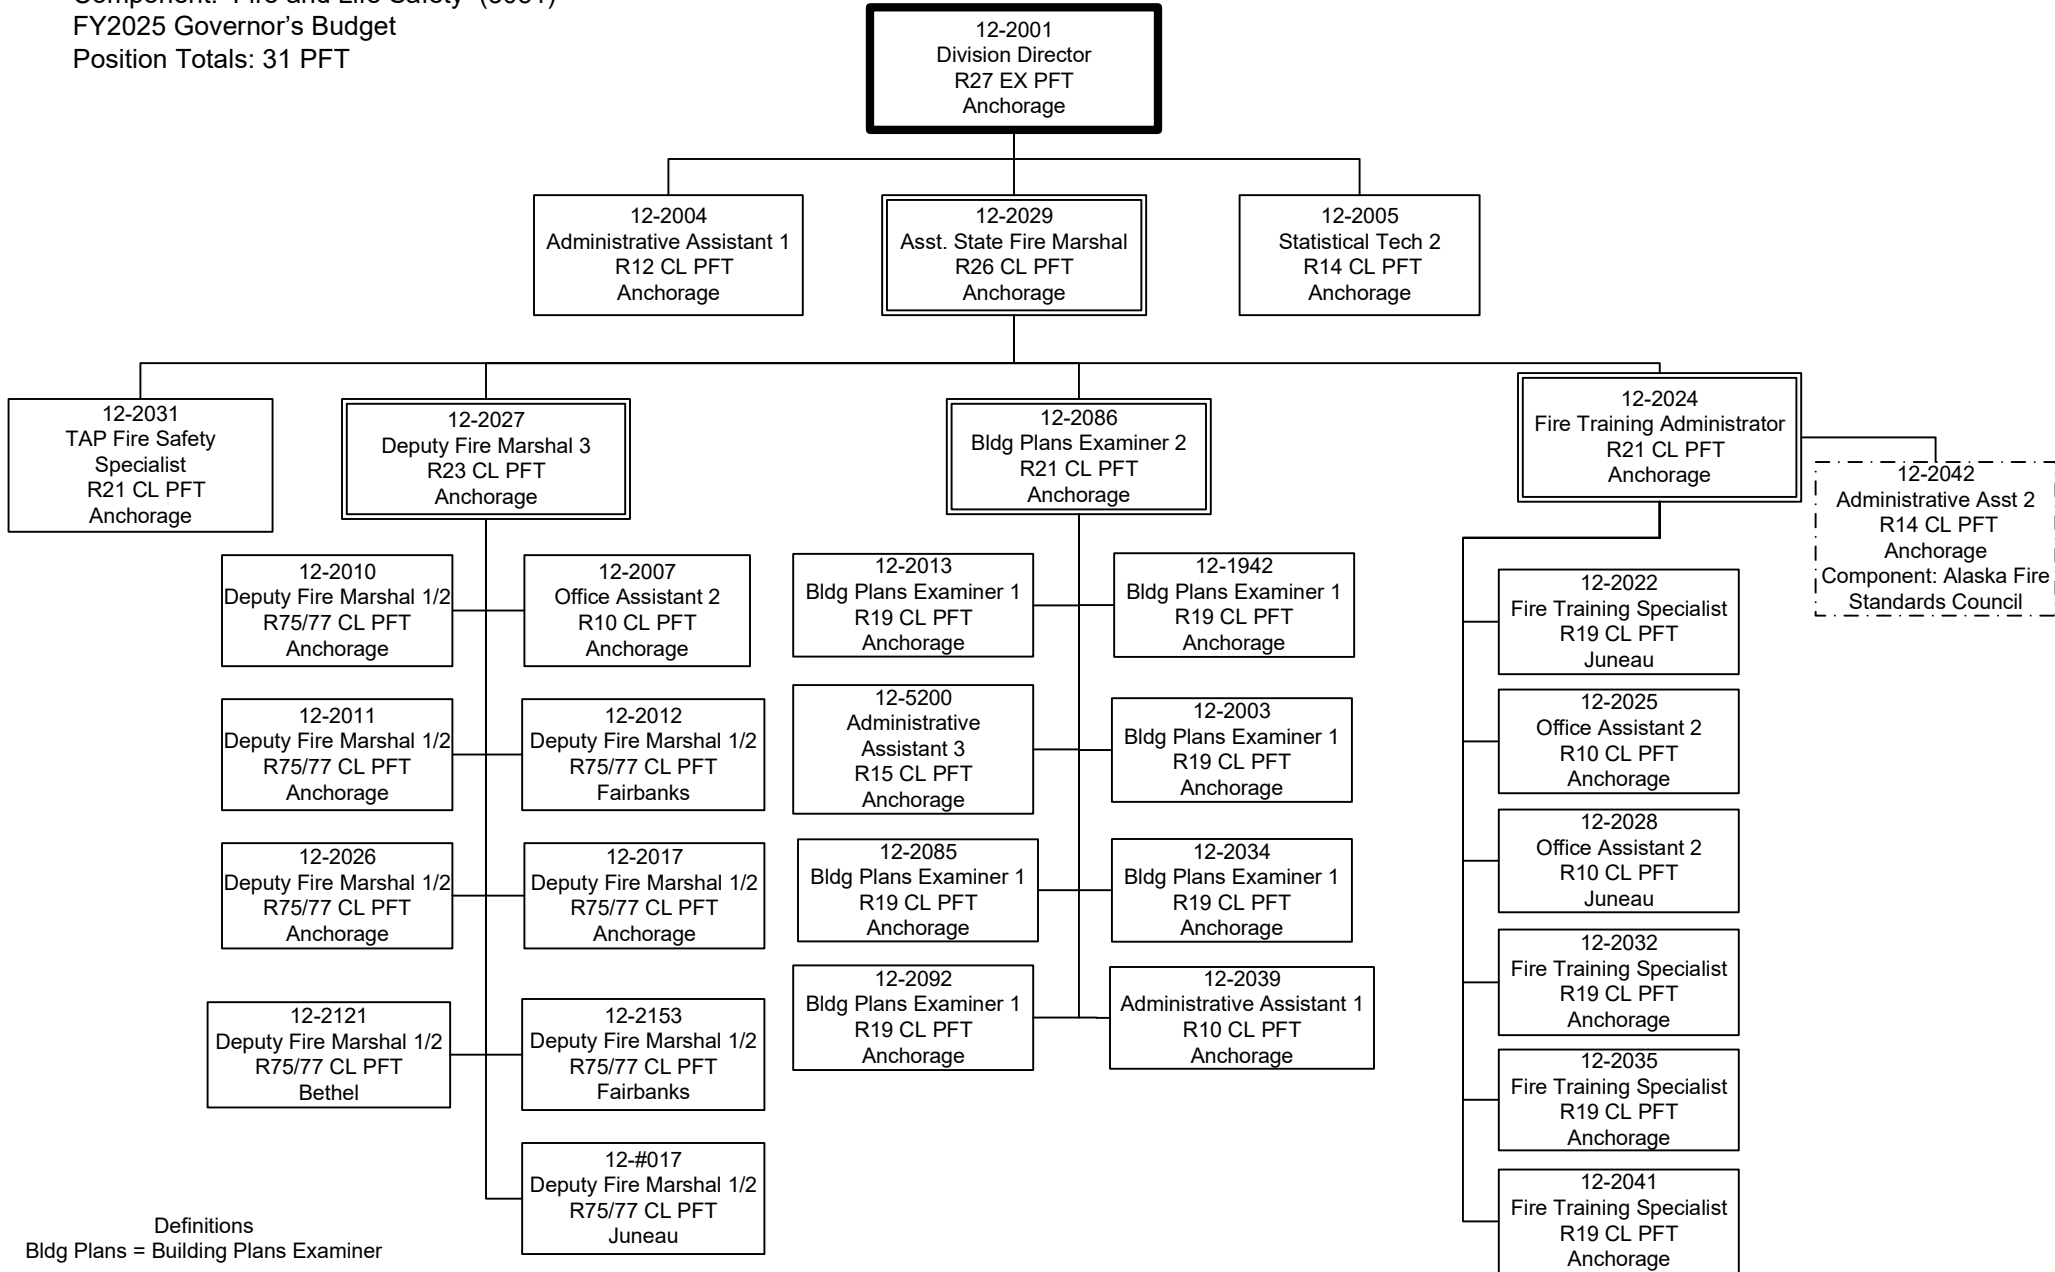 Component: Fire and Life Safety (3051)
FY2025 Governor’s Budget
Position Totals: 31 PFT
12-2001
Division Director
R27 EX PFT
Anchorage
12-2004
Administrative Assistant 1
R12 CL PFT
Anchorage
12-2029
Asst. State Fire Marshal
R26 CL PFT
Anchorage
12-2005
Statistical Tech 2
R14 CL PFT
Anchorage
12-2031
TAP Fire Safety
Specialist
R21 CL PFT
Anchorage
12-2027
Deputy Fire Marshal 3
R23 CL PFT
Anchorage
12-2086
Bldg Plans Examiner 2
R21 CL PFT
Anchorage
12-2024
Fire Training Administrator
R21 CL PFT
Anchorage
12-2042
Administrative Asst 2
R14 CL PFT
Anchorage
Component: Alaska Fire
Standards Council
12-2010
Deputy Fire Marshal 1/2
R75/77 CL PFT
Anchorage
12-2007
Office Assistant 2
R10 CL PFT
Anchorage
12-2011
Deputy Fire Marshal 1/2
R75/77 CL PFT
Anchorage
12-2012
Deputy Fire Marshal 1/2
R75/77 CL PFT
Fairbanks
12-2026
Deputy Fire Marshal 1/2
R75/77 CL PFT
Anchorage
12-2017
Deputy Fire Marshal 1/2
R75/77 CL PFT
Anchorage
12-2121
Deputy Fire Marshal 1/2
R75/77 CL PFT
Bethel
12-2153
Deputy Fire Marshal 1/2
R75/77 CL PFT
Fairbanks
12-#017
Deputy Fire Marshal 1/2
R75/77 CL PFT
Juneau
12-2013
Bldg Plans Examiner 1
R19 CL PFT
Anchorage
12-1942
Bldg Plans Examiner 1
R19 CL PFT
Anchorage
12-5200
Administrative
Assistant 3
R15 CL PFT
Anchorage
12-2003
Bldg Plans Examiner 1
R19 CL PFT
Anchorage
12-2085
Bldg Plans Examiner 1
R19 CL PFT
Anchorage
12-2034
Bldg Plans Examiner 1
R19 CL PFT
Anchorage
12-2092
Bldg Plans Examiner 1
R19 CL PFT
Anchorage
12-2039
Administrative Assistant 1
R10 CL PFT
Anchorage
12-2022
Fire Training Specialist
R19 CL PFT
Juneau
12-2025
Office Assistant 2
R10 CL PFT
Anchorage
12-2028
Office Assistant 2
R10 CL PFT
Juneau
12-2032
Fire Training Specialist
R19 CL PFT
Anchorage
12-2035
Fire Training Specialist
R19 CL PFT
Anchorage
12-2041
Fire Training Specialist
R19 CL PFT
Anchorage
Definitions
Bldg Plans = Building Plans Examiner